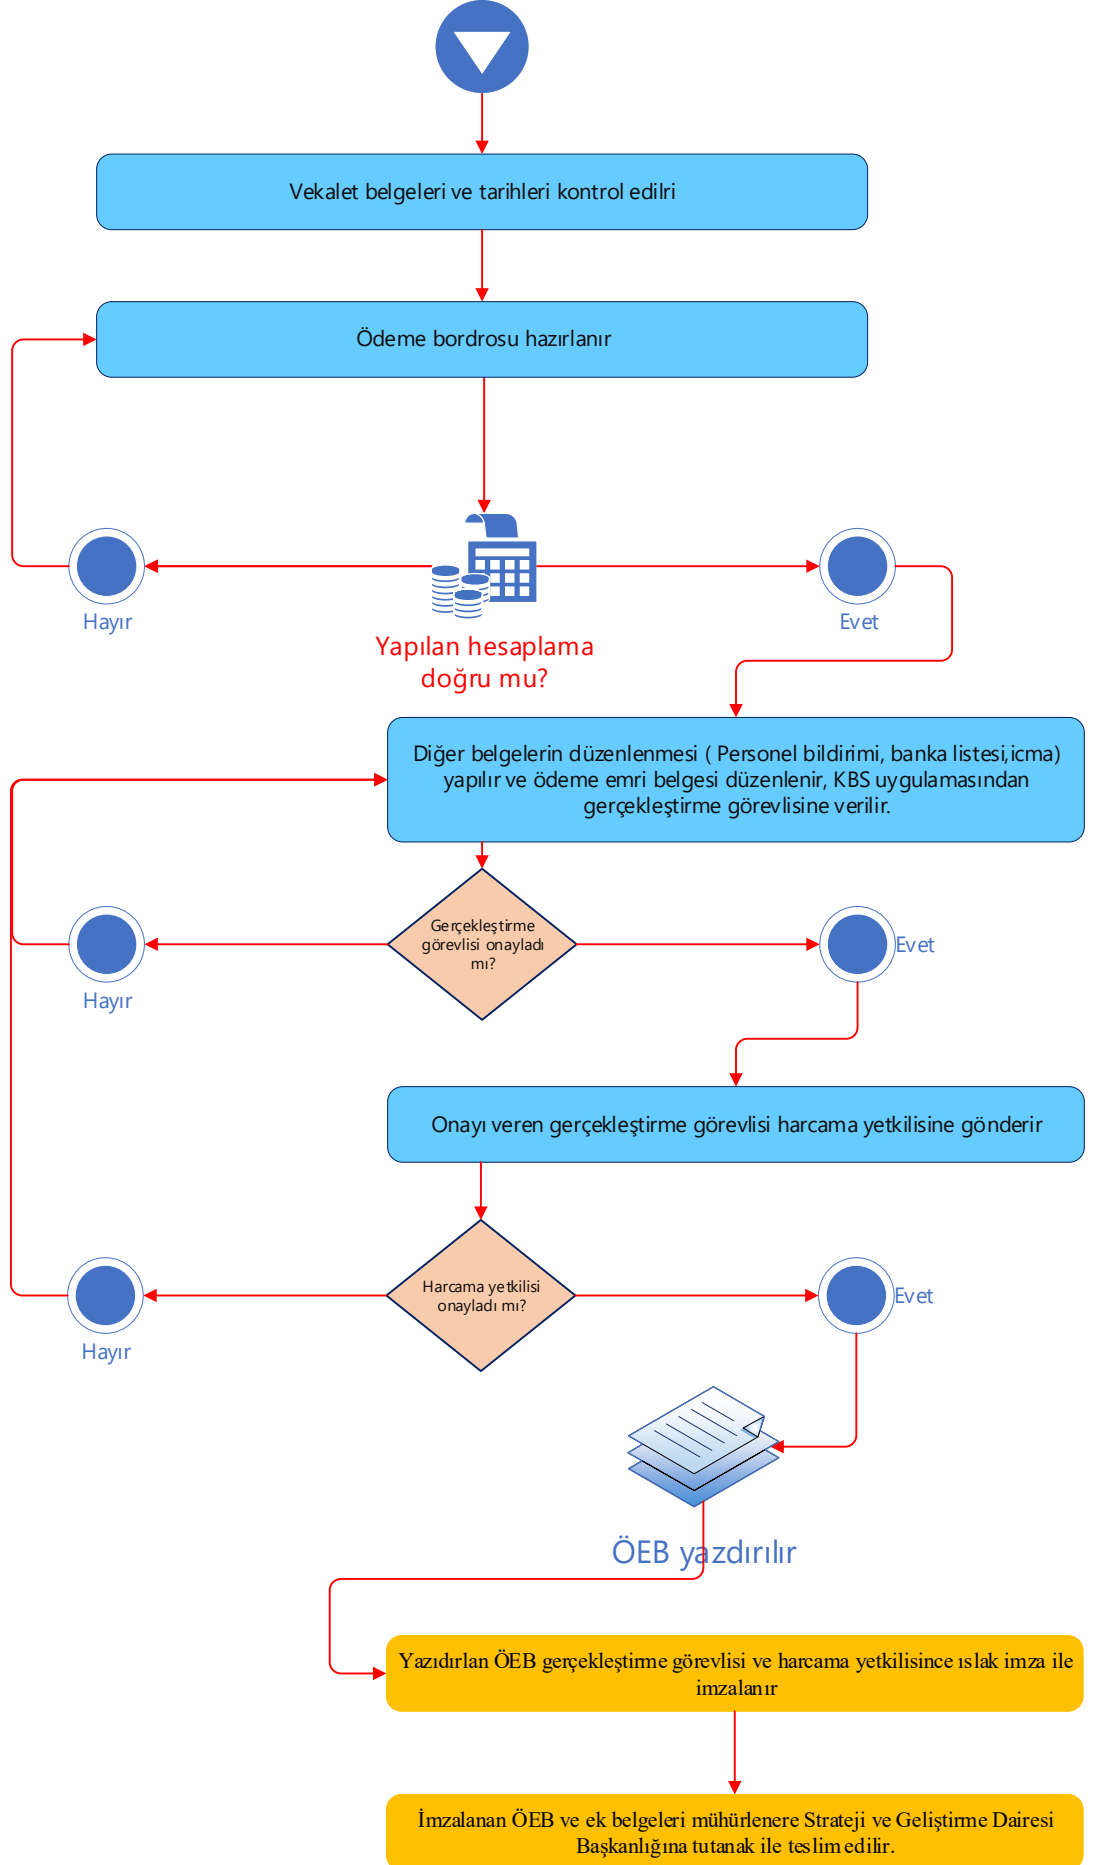 Vekalet belgeleri ve tarihleri kontrol edilri
Ödeme bordrosu hazırlanır
Hayır
Evet
Yapılan hesaplama
doğru mu?
Diğer belgelerin düzenlenmesi ( Personel bildirimi, banka listesi,icma)
yapılır ve ödeme emri belgesi düzenlenir, KBS uygulamasından
gerçekleştirme görevlisine verilir.
Gerçekleştirme
görevlisi onayladı
mı?
Evet
Hayır
Onayı veren gerçekleştirme görevlisi harcama yetkilisine gönderir
Harcama yetkilisi
onayladı mı?
Evet
Hayır
ÖEB yazdırılır
Yazıdırlan ÖEB gerçekleştirme görevlisi ve harcama yetkilisince ıslak imza ile
imzalanır
İmzalanan ÖEB ve ek belgeleri mühürlenere Strateji ve Geliştirme Dairesi
Başkanlığına tutanak ile teslim edilir.